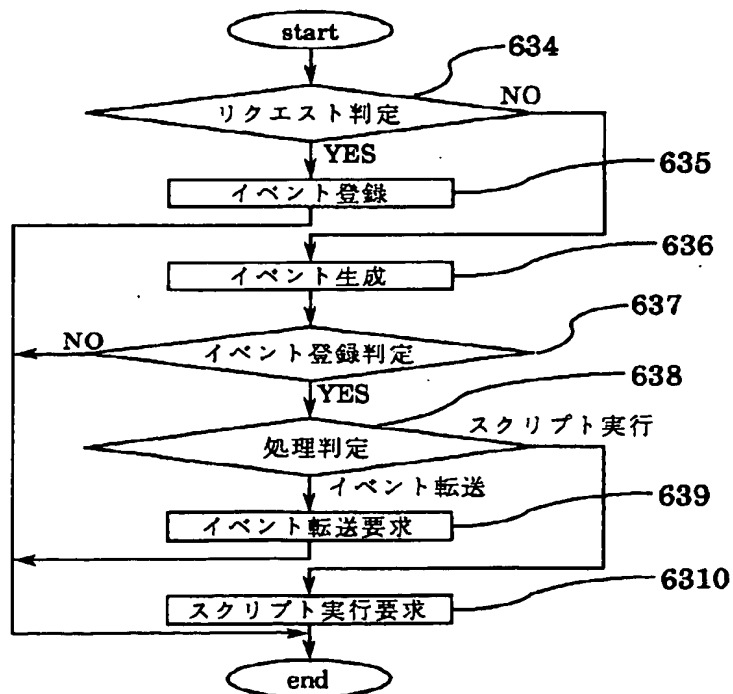 start
634
リクエスト判定
NO
YES
635
イベント登録
636
イベント生成
637
NO
イベント登録判定
YES
638
スクリプト実行
処理判定
イベント転送
639
イベント転送要求
6310
スクリプト実行要求
end